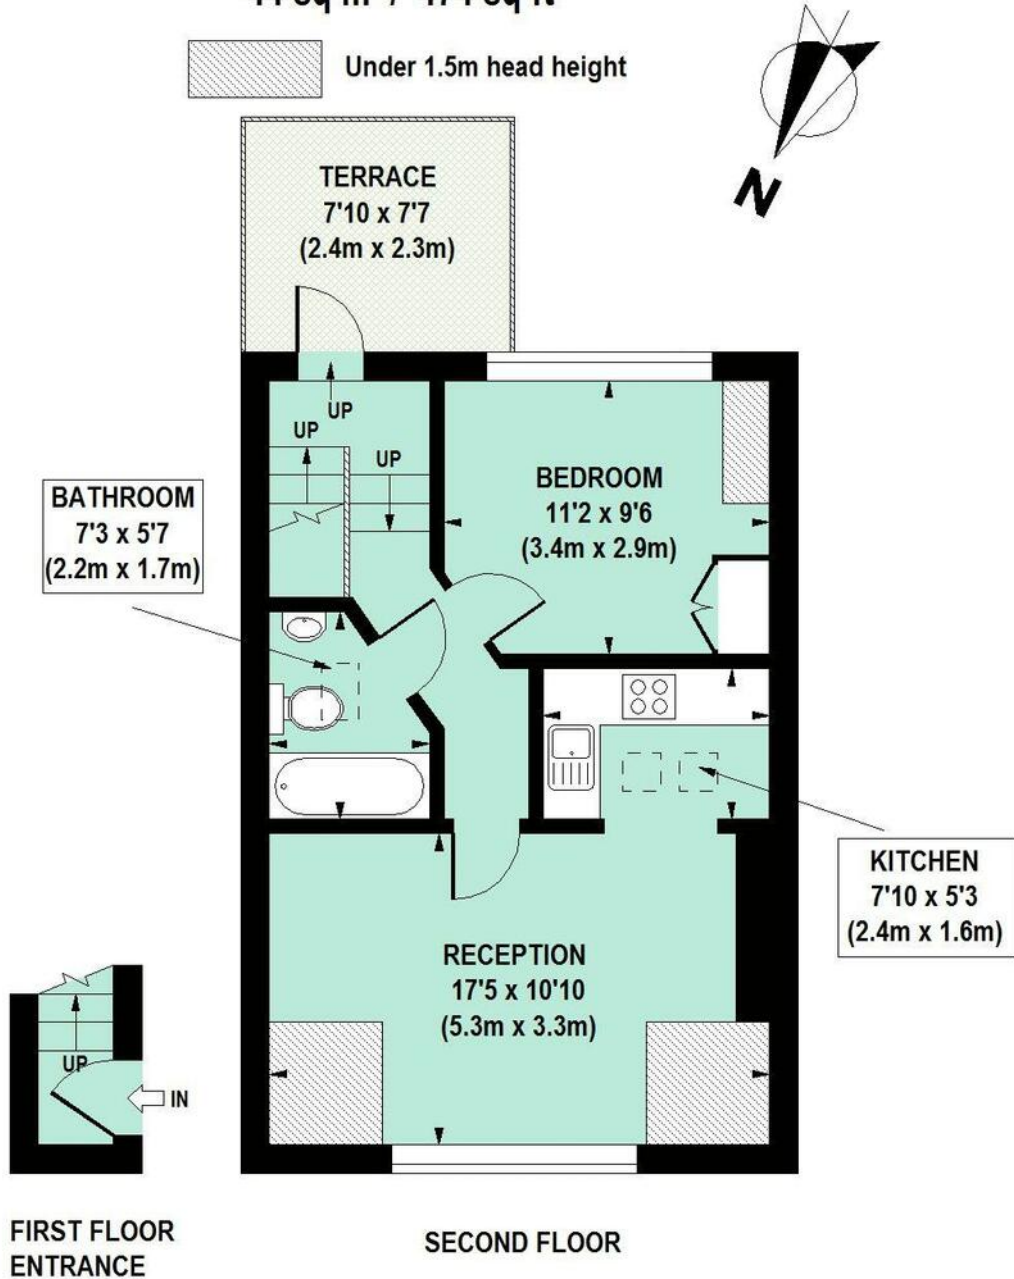 Under 1.5m head height
N
TERRACE
7'10 x 7'7
(2.4m x 2.3m)
UP
UP
UP
BATHROOM
7'3 x 5'7
(2.2m x 1.7m)
BEDROOM
11'2 x 9'6
(3.4m x 2.9m)
KITCHEN
7'10 x 5'3
(2.4m x 1.6m)
RECEPTION
17'5 x 10'10
(5.3m x 3.3m)
UP
IN
FIRST FLOOR
ENTRANCE
SECOND FLOOR